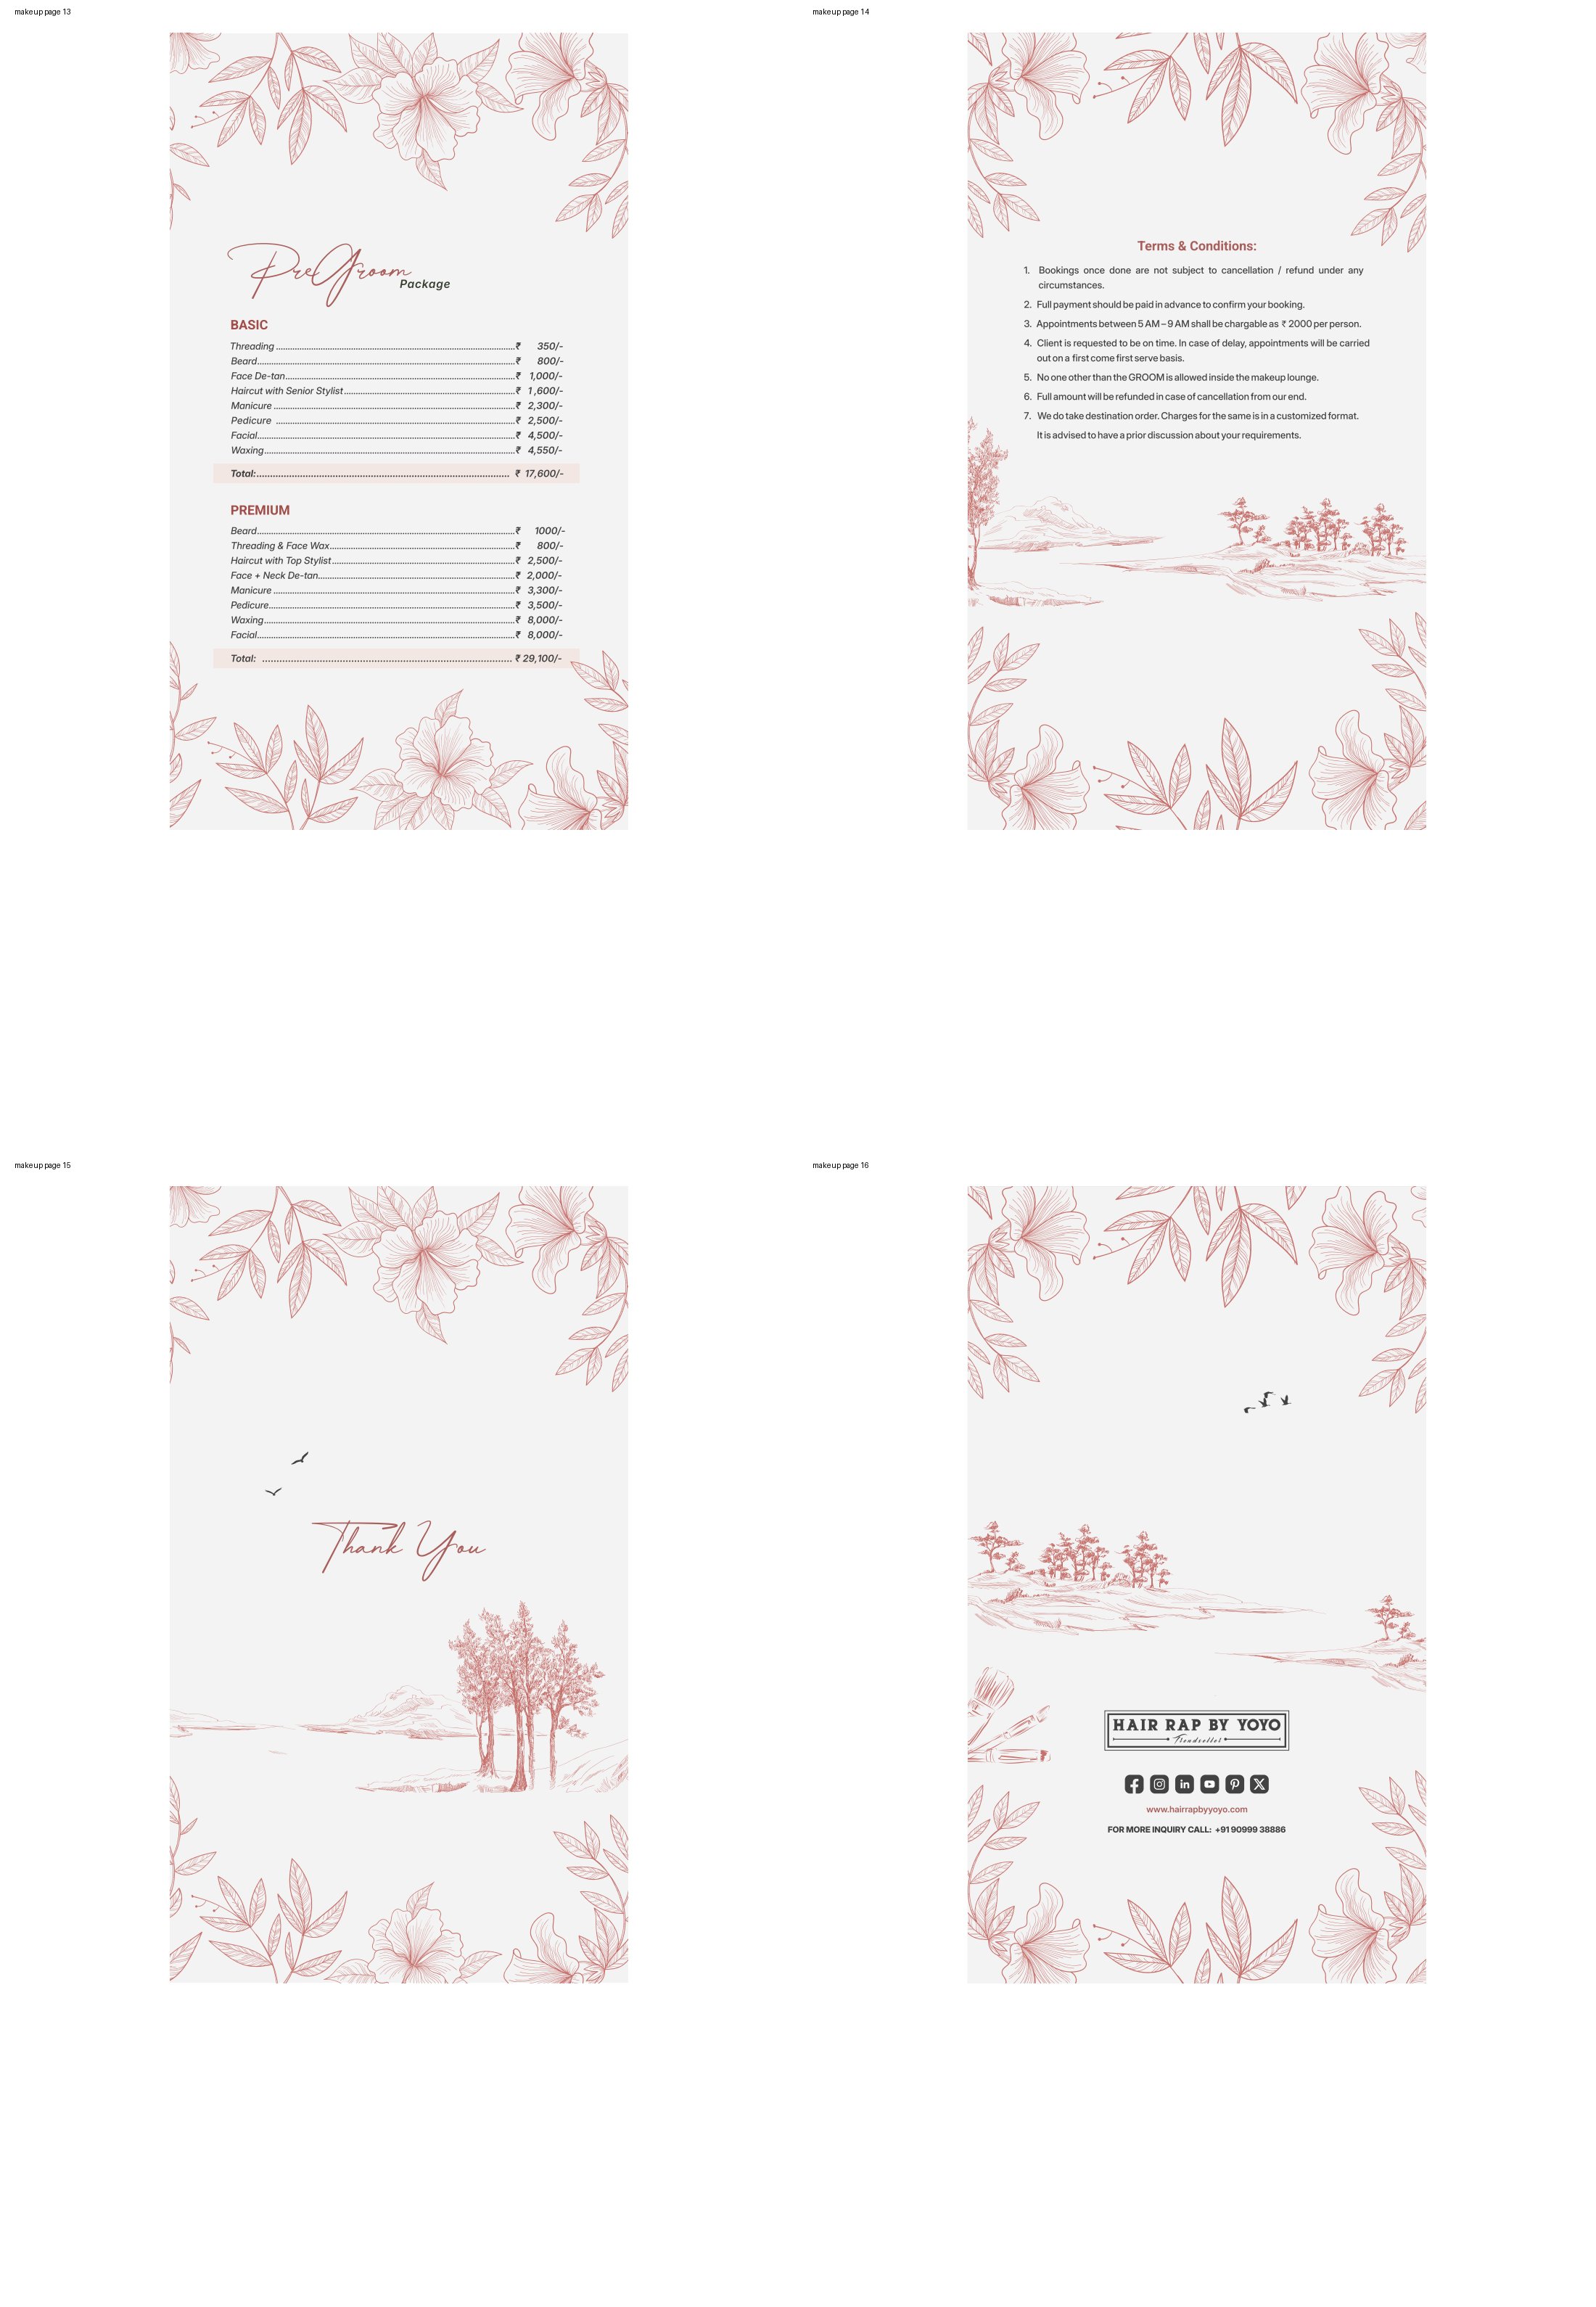 makeup page 13
PreGroom
Package
BASIC
Threading ..........₹ 350/-
Beard..........₹ 800/-
Face De-tan..........₹ 1,000/-
Haircut with Senior Stylist..........₹ 1,600/-
Manicure ..........₹ 2,300/-
Pedicure ..........₹ 2,500/-
Facial..........₹ 4,500/-
Waxing..........₹ 4,550/-
Total:..........₹ 17,600/-
PREMIUM
Beard..........₹ 1000/-
Threading & Face Wax..........₹ 800/-
Haircut with Top Stylist..........₹ 2,500/-
Face + Neck De-tan..........₹ 2,000/-
Manicure ..........₹ 3,300/-
Pedicure..........₹ 3,500/-
Waxing..........₹ 8,000/-
Facial..........₹ 8,000/-
Total: ..........₹ 29,100/-
makeup page 14
Terms & Conditions:
1. Bookings once done are not subject to cancellation / refund under any
circumstances.
2. Full payment should be paid in advance to confirm your booking.
3. Appointments between 5 AM – 9 AM shall be chargable as ₹ 2000 per person.
4. Client is requested to be on time. In case of delay, appointments will be carried
out on a first come first serve basis.
5. No one other than the GROOM is allowed inside the makeup lounge.
6. Full amount will be refunded in case of cancellation from our end.
7. We do take destination order. Charges for the same is in a customized format.
It is advised to have a prior discussion about your requirements.
makeup page 15
Thank You
makeup page 16
HAIR RAP BY YOYO
Trendsetter
www.hairrapbyyoyo.com
FOR MORE INQUIRY CALL: +91 90999 38886